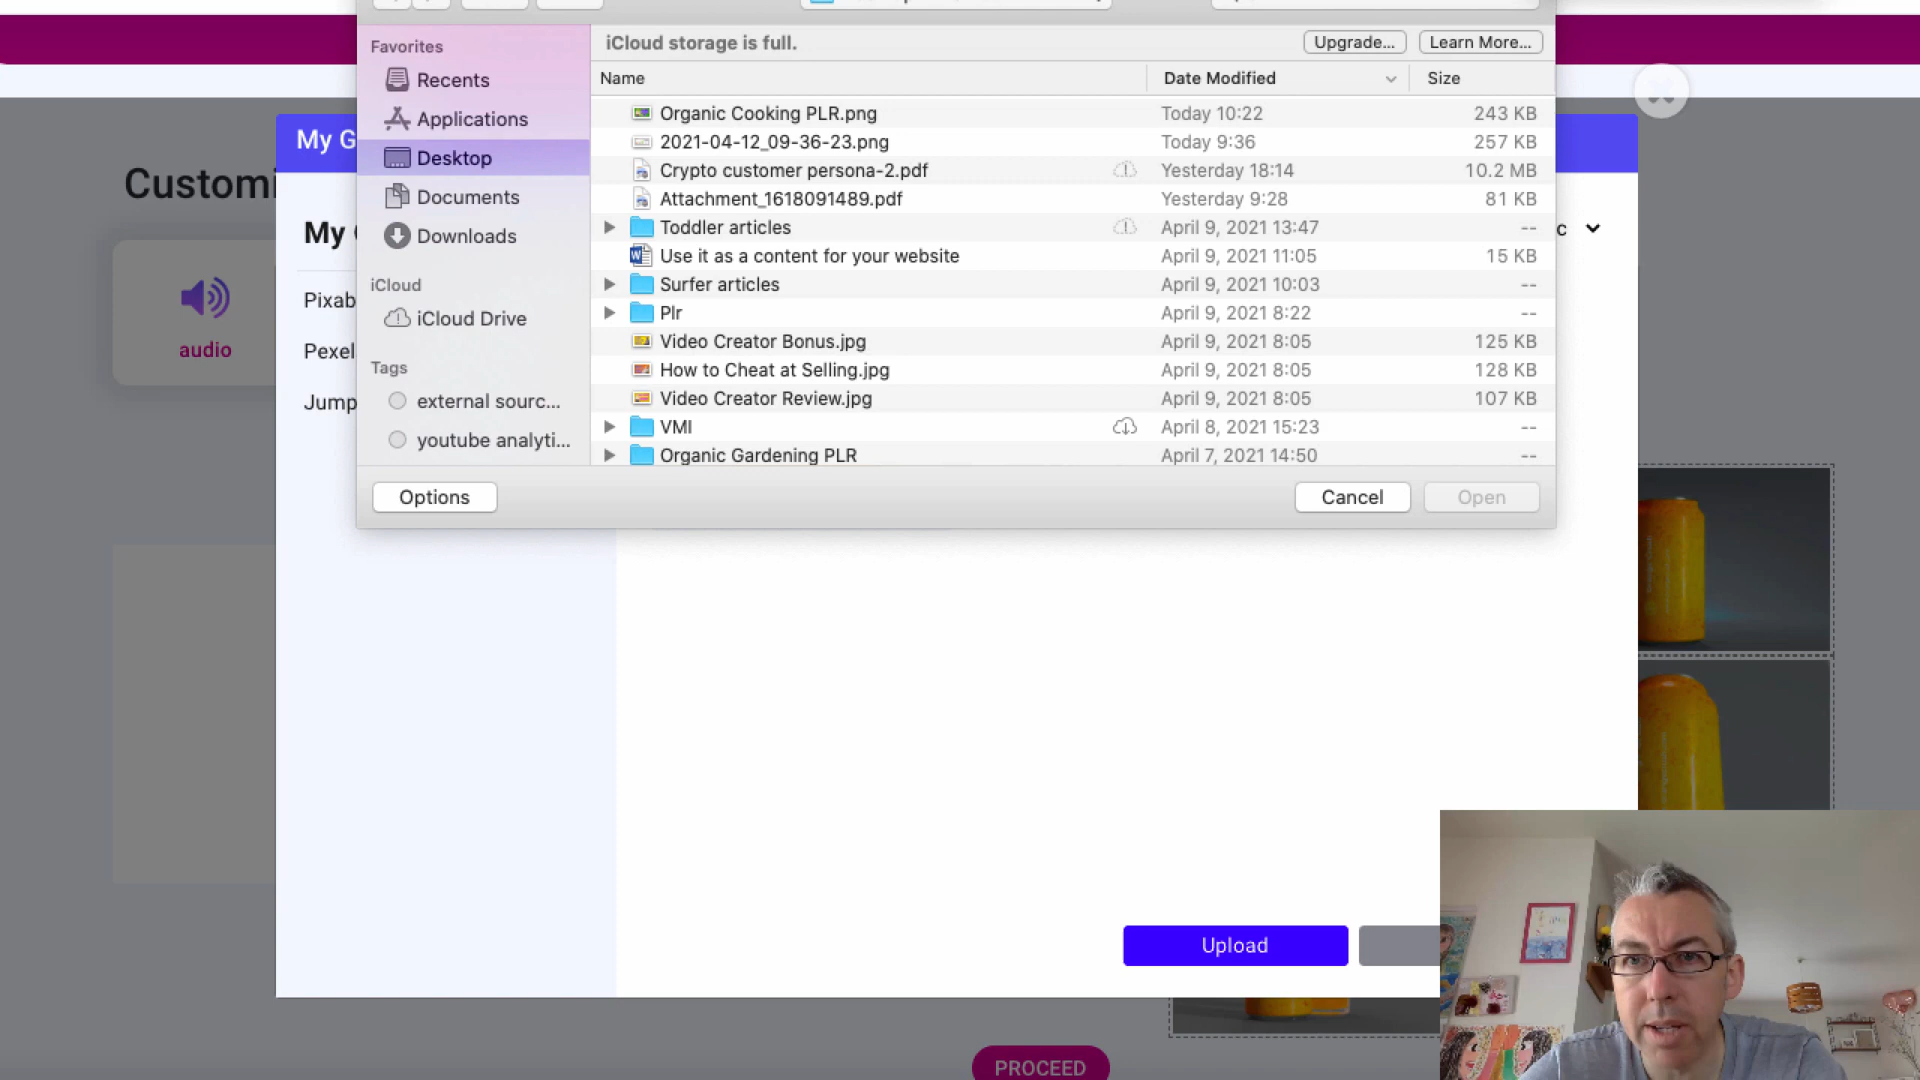 Favorites
Recents
Applications
Desktop
Documents
Downloads
iCloud
iCloud Drive
Tags
external sourc...
youtube analyti...
iCloud storage is full.
Upgrade...
Learn More...
Name
Date Modified
Size
Organic Cooking PLR.png Today 10:22 243 KB
2021-04-12_09-36-23.png Today 9:36 257 KB
Crypto customer persona-2.pdf Yesterday 18:14 10.2 MB
Attachment_1618091489.pdf Yesterday 9:28 81 KB
Toddler articles April 9, 2021 13:47 --
Use it as a content for your website April 9, 2021 11:05 15 KB
Surfer articles April 9, 2021 10:03 --
Plr April 9, 2021 8:22 --
Video Creator Bonus.jpg April 9, 2021 8:05 125 KB
How to Cheat at Selling.jpg April 9, 2021 8:05 128 KB
Video Creator Review.jpg April 9, 2021 8:05 107 KB
VMI April 8, 2021 15:23 --
Organic Gardening PLR April 7, 2021 14:50 --
Options
Cancel
Open
My G
Customi
My
audio
Pixab
Pexel
Jump
c
Upload
PROCEED